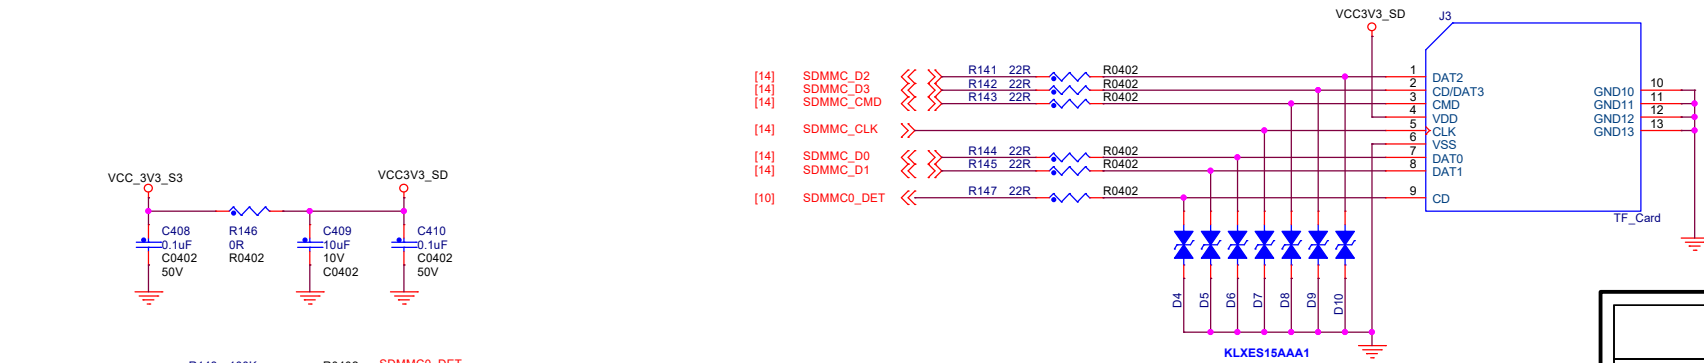 VCC3V3_SD
J3
[14] SDMMC_D2 R141 22R R0402 1 DAT2
[14] SDMMC_D3 R142 22R R0402 2 CD/DAT3 GND10 10
[14] SDMMC_CMD R143 22R R0402 3 CMD GND11 11
4 VDD GND12 12
[14] SDMMC_CLK 5 CLK GND13 13
6 VSS
[14] SDMMC_D0 R144 22R R0402 7 DAT0
[14] SDMMC_D1 R145 22R R0402 8 DAT1
[10] SDMMC0_DET R147 22R R0402 9 CD
TF_Card
VCC_3V3_S3 VCC3V3_SD
C408 R146 C409 C410
0.1uF 0R 10uF 0.1uF
C0402 R0402 10V C0402
50V C0402 50V
D4 D5 D6 D7 D8 D9 D10
KLXES15AAA1
SDMMC0_DET